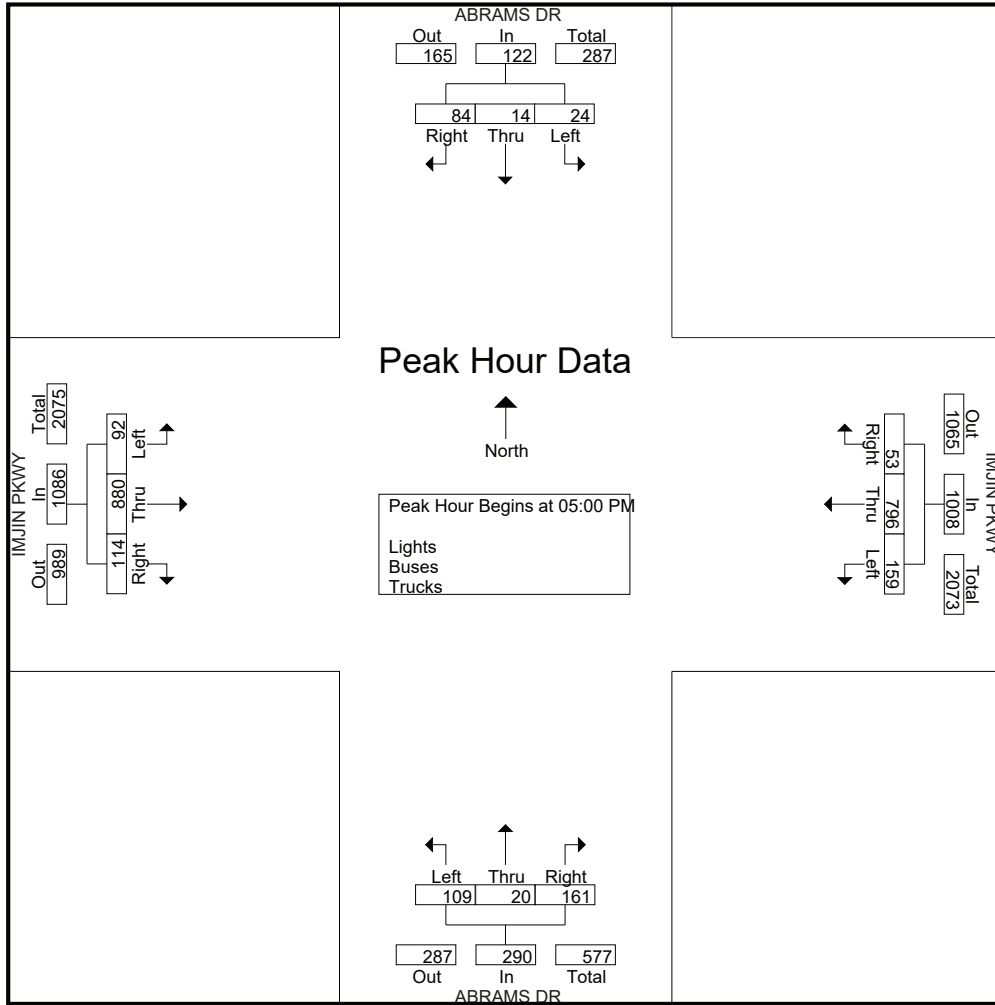 ABRAMS DR
Out In Total
165 122 287
84 14 24
Right Thru Left
Peak Hour Data
North
Peak Hour Begins at 05:00 PM
Lights
Buses
Trucks
IMJIN PKWY
Total In Out
2075 1086 989
92 880 114
Left Thru Right
IMJIN PKWY
Out In Total
1065 1008 2073
53 796 159
Right Thru Left
Left Thru Right
109 20 161
287 290 577
Out In Total
ABRAMS DR